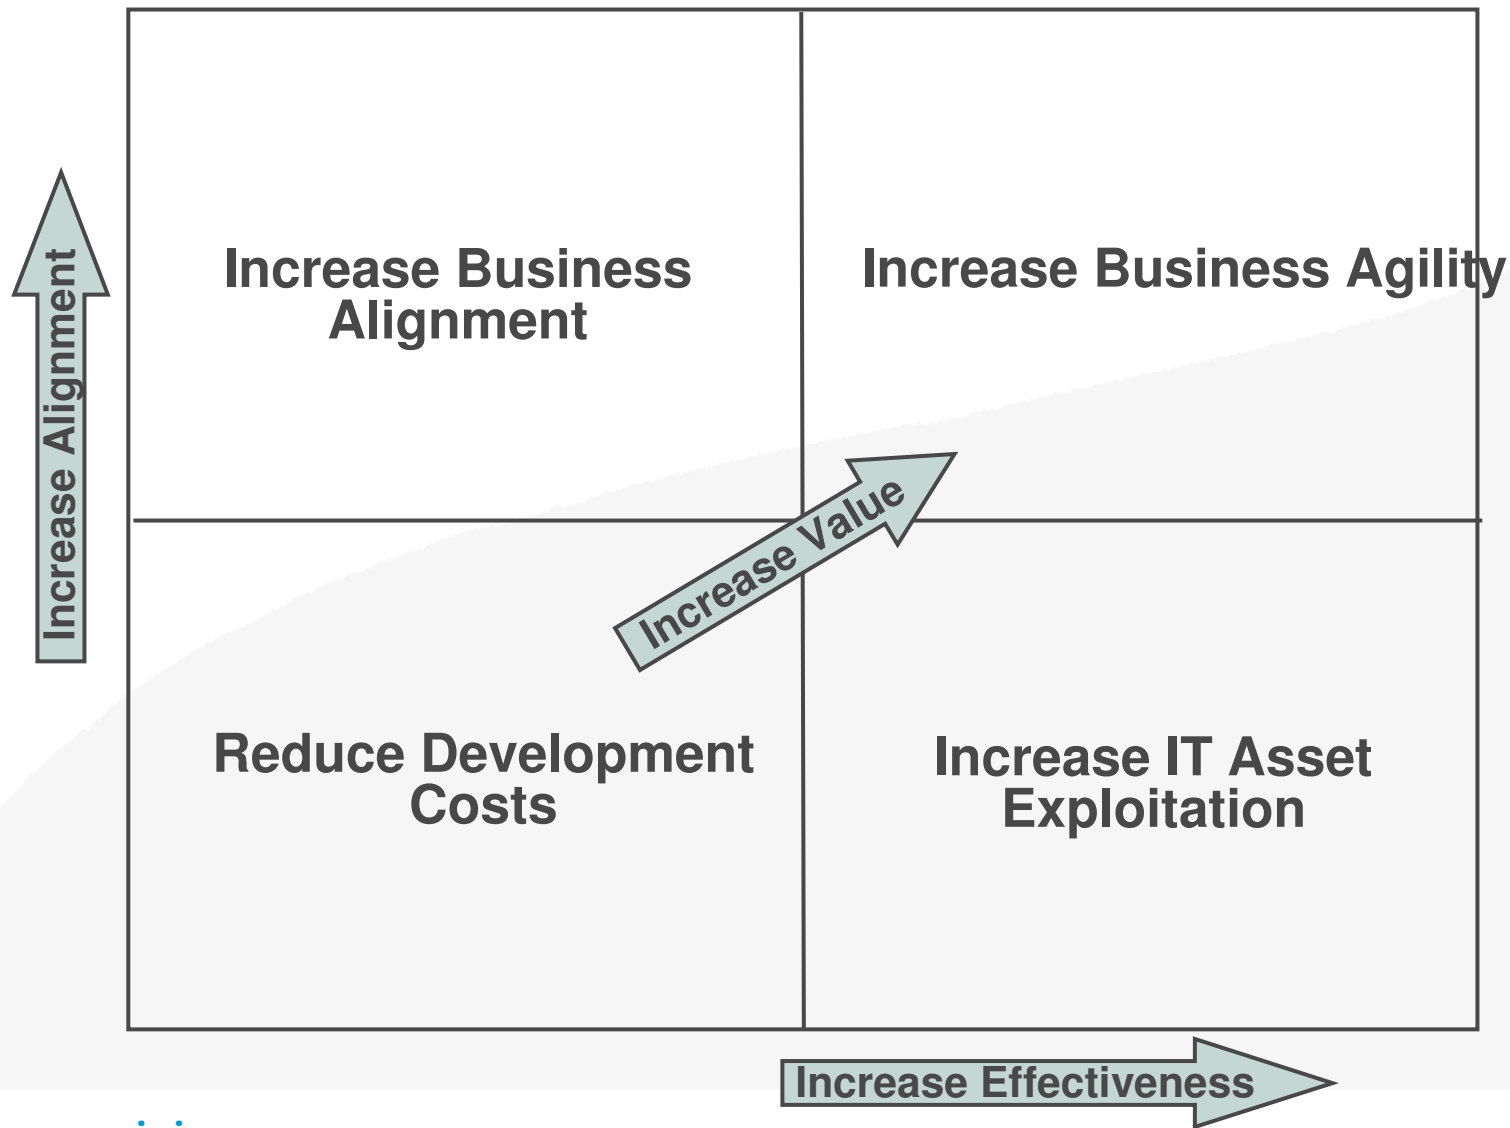 Increase Business
Alignment
Increase Business Agility
Increase Alignment
Increase Value
Reduce Development
Costs
Increase IT Asset
Exploitation
Increase Effectiveness